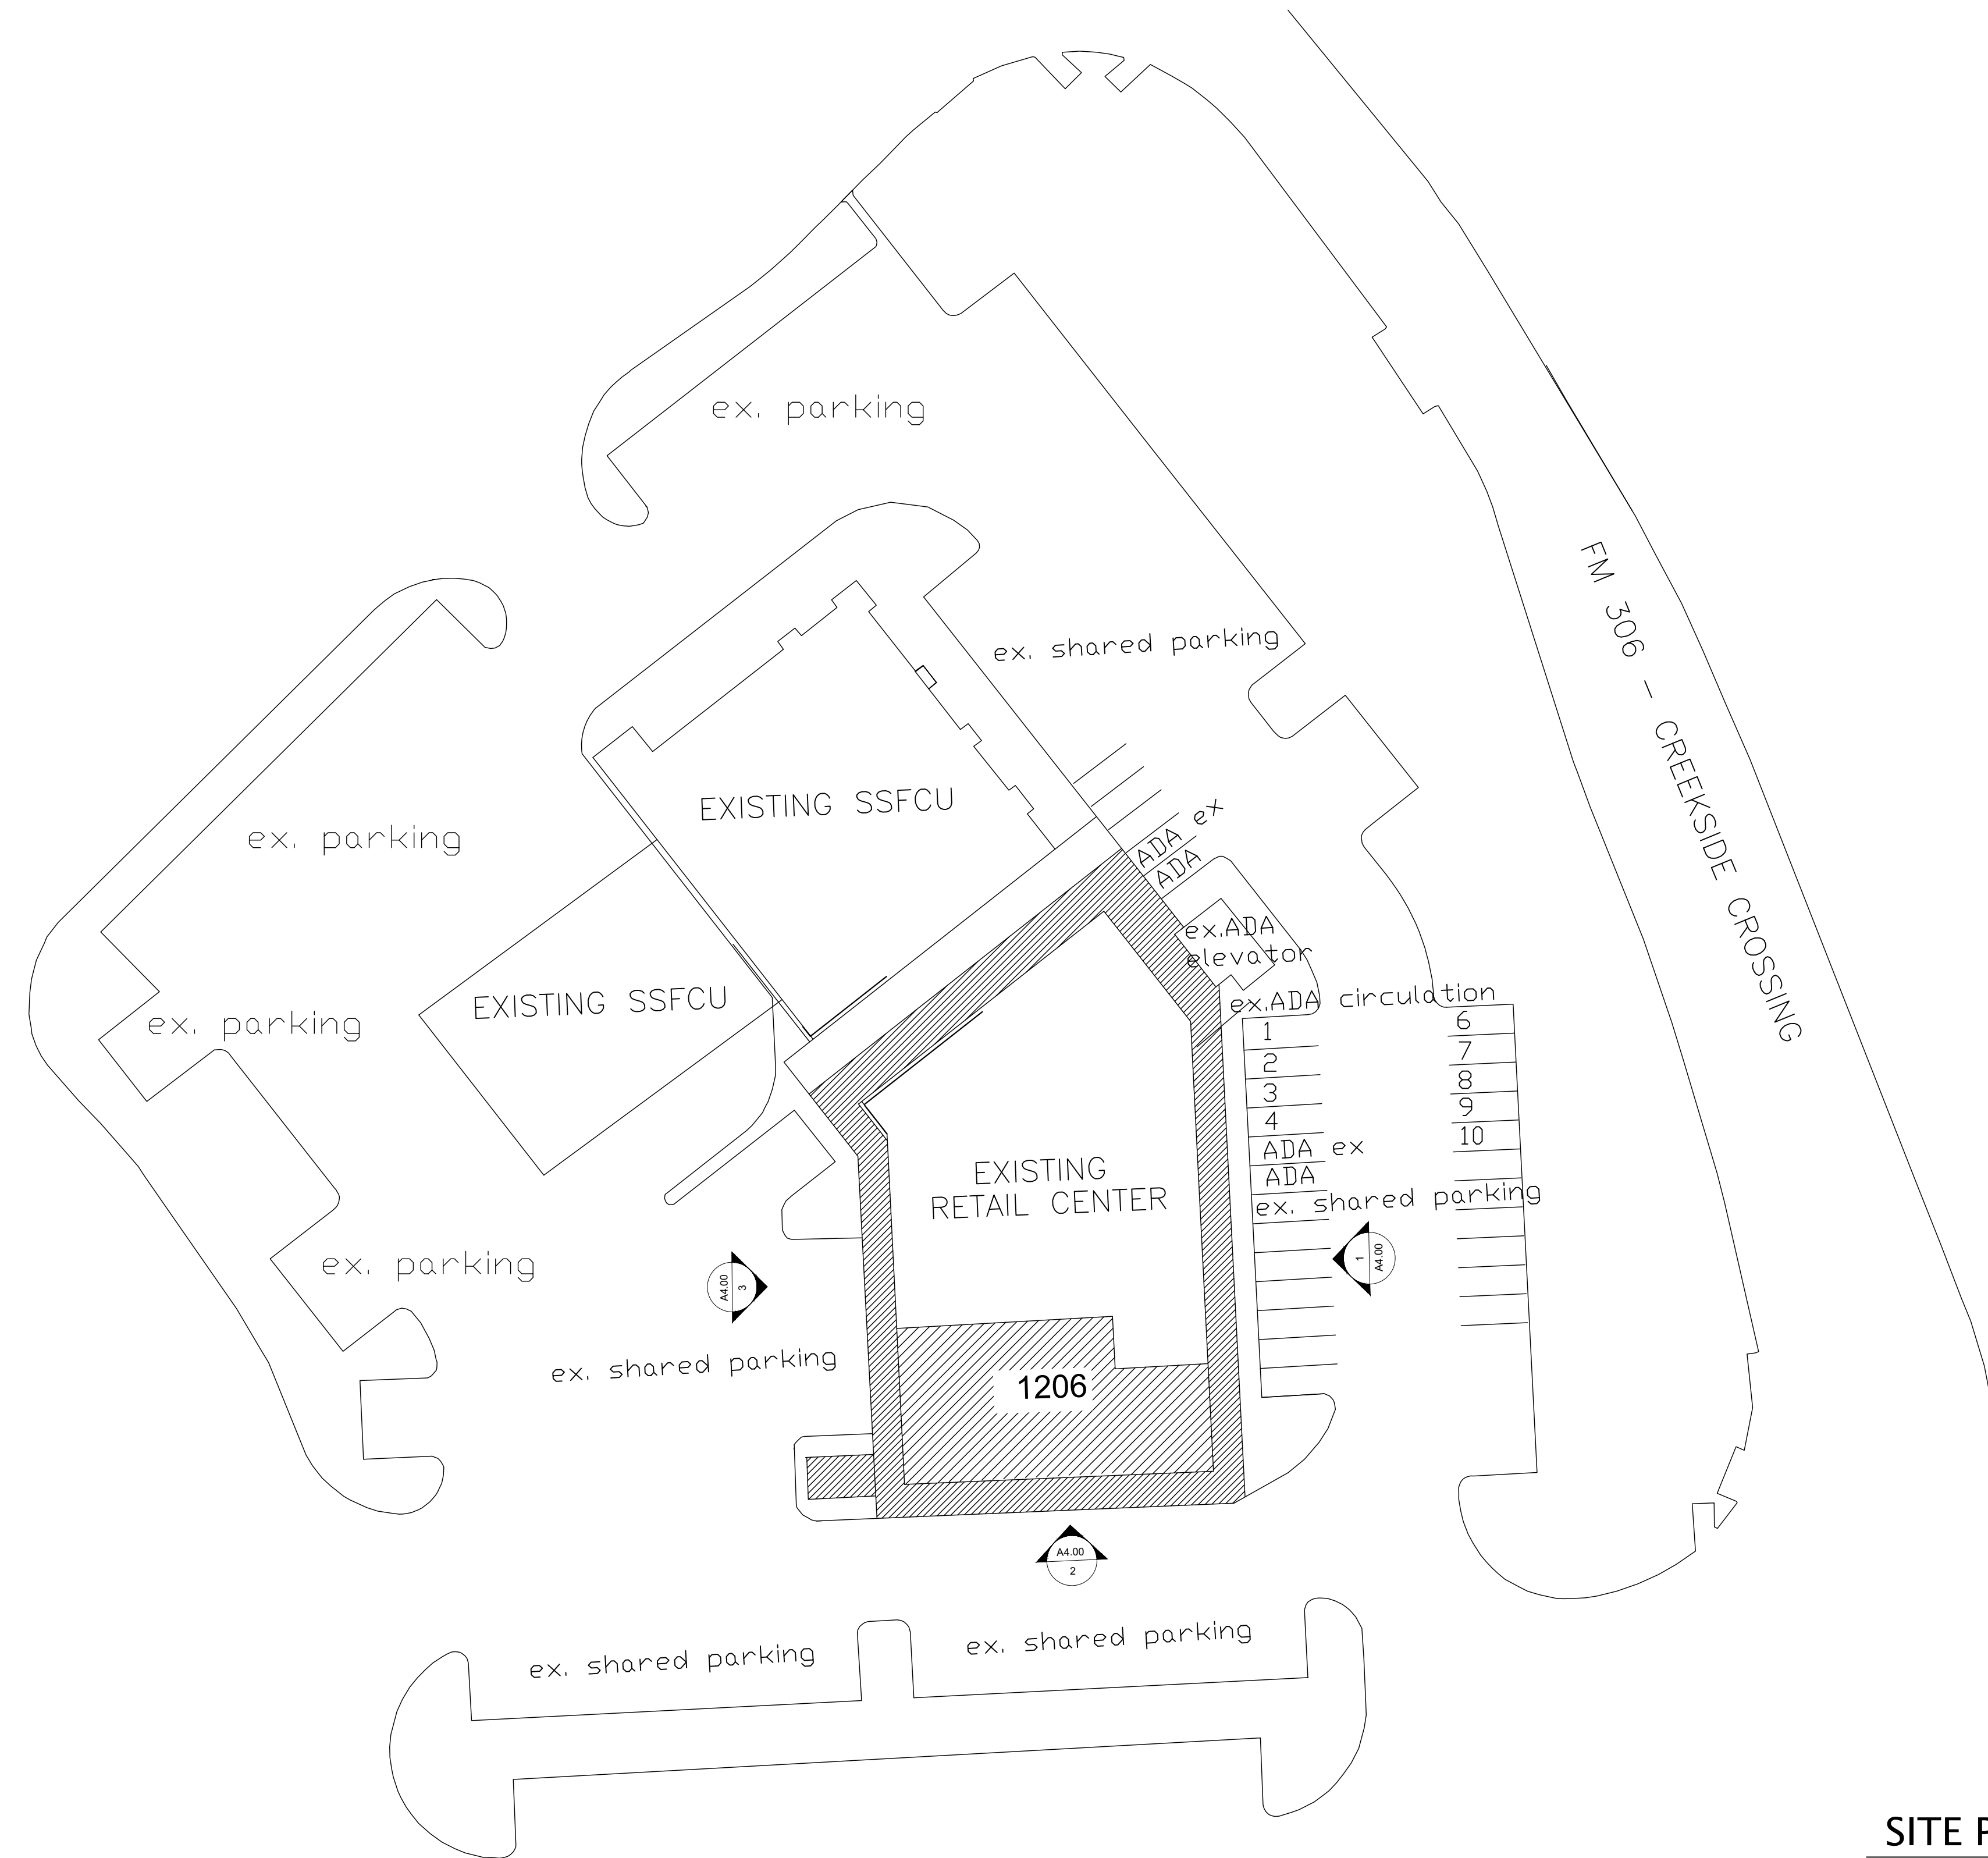 ex. parking
FM 306 - CREEKSIDE CROSSING
ex. shared parking
EXISTING SSFCU
ex. parking
ADA ex
ADA
ex.ADA
elevator
EXISTING SSFCU
ex. parking
ex.ADA circulation
1
6
2
7
3
8
4
9
ADA ex
10
ADA
EXISTING
RETAIL CENTER
ex. shared parking
ex. parking
1
A4.00
A4.00
3
ex. shared parking
1206
A4.00
2
ex. shared parking
ex. shared parking
SITE